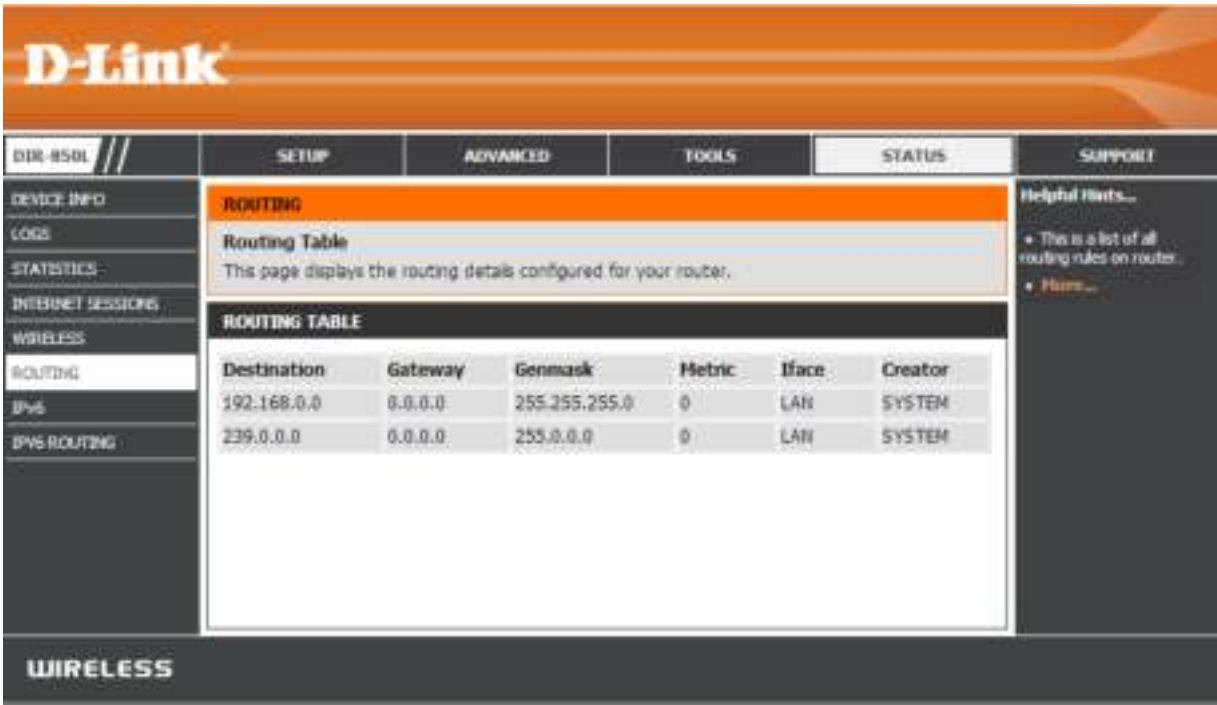 D-Link
DIR-850L
SETUP
ADVANCED
TOOLS
STATUS
SUPPORT
DEVICE INFO
LOGS
STATISTICS
INTERNET SESSIONS
WIRELESS
ROUTING
IPv6
IPV6 ROUTING
ROUTING
Routing Table
This page displays the routing details configured for your router.
ROUTING TABLE
Destination Gateway Genmask Metric Iface Creator
192.168.0.0 0.0.0.0 255.255.255.0 0 LAN SYSTEM
239.0.0.0 0.0.0.0 255.0.0.0 0 LAN SYSTEM
Helpful Hints...
• This is a list of all
routing rules on router.
• More...
WIRELESS